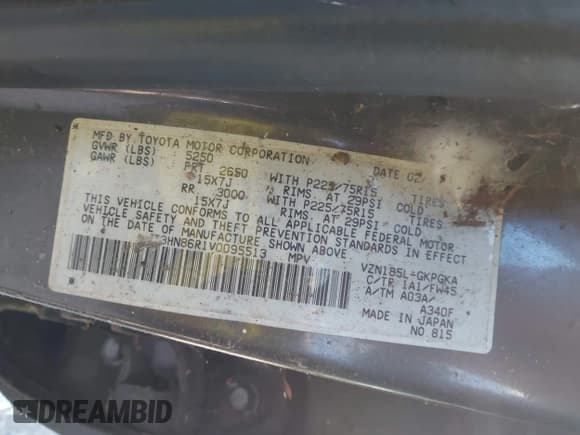 MFD BY TOYOTA MOTOR CORPORATION DATE 02
GVWR (LBS) 5250
GAWR (LBS) FRT 2650 WITH P225/75R15 TIRES
15X7J RIMS AT 29PSI COLD
RR. 3000 WITH P225/75R15 TIRES
15X7J RIMS. AT 29PSI COLD
THIS VEHICLE CONFORMS TO ALL APPLICABLE FEDERAL MOTOR
VEHICLE SAFETY AND THEFT PREVENTION STANDARDS IN EFFECT
ON THE DATE OF MANUFACTURE SHOWN ABOVE.
3HN86R1V0095513 MPV
VZN185L-GKPGKA
C/TR 1A1/FW45
A/TM A03A/
A340F
MADE IN JAPAN
NO 815
DREAMBID